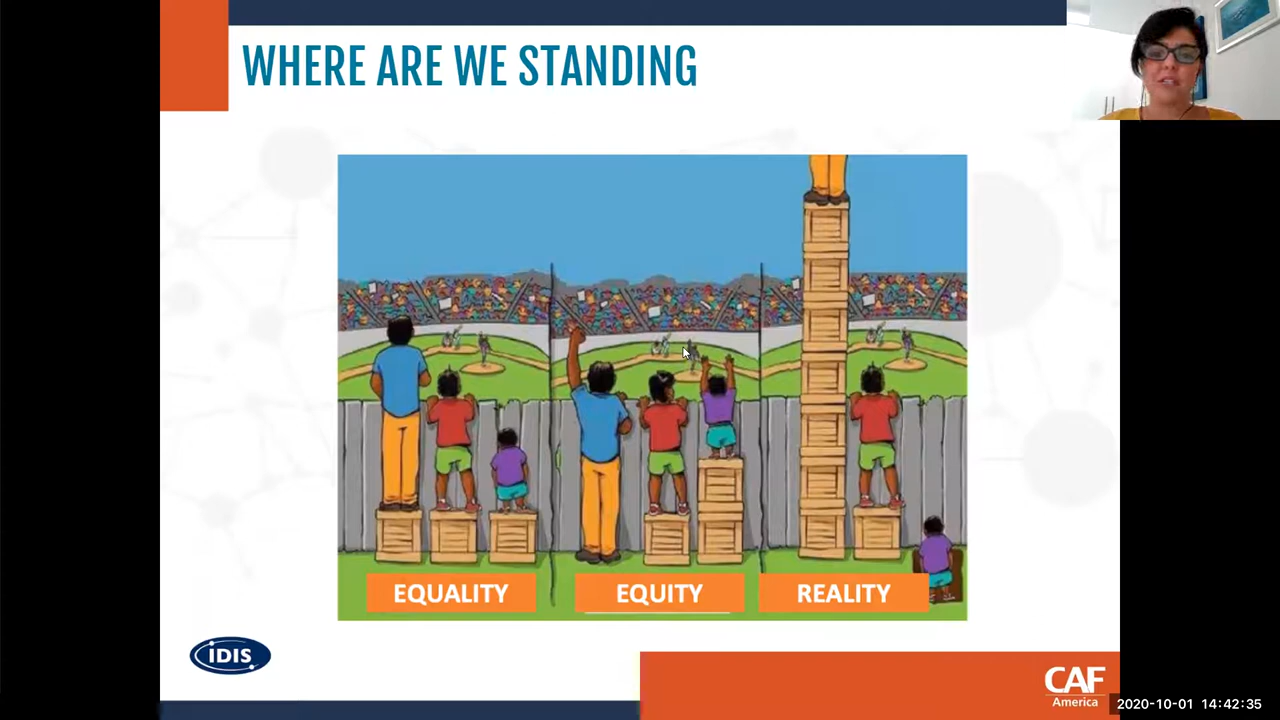 WHERE ARE WE STANDING
EQUALITY
EQUITY
REALITY
iDIS
CAF
America
2020-10-01 14:42:35